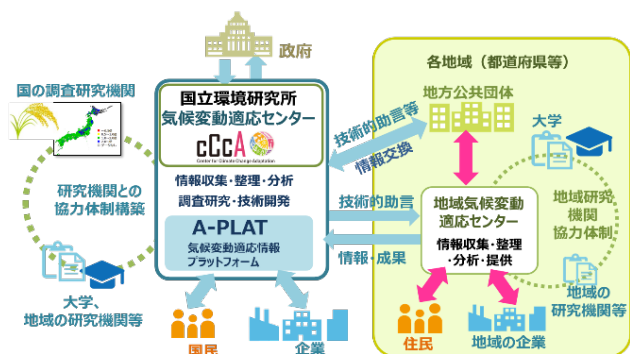 政府
国の調査研究機関
国立環境研究所
気候変動適応センター
CCCA
Center for Climate Change Adaptation
情報収集・整理・分析
調査研究・技術開発
A-PLAT
気候変動適応情報
プラットフォーム
研究機関との
協力体制構築
大学、
地域の研究機関等
国民
企業
技術的助言等
情報交換
技術的助言
情報・成果
各地域（都道府県等）
地方公共団体
大学
地域気候変動
適応センター
情報収集・整理
・分析・提供
地域研究
機関
協力体制
地域の
研究機関等
住民
地域の企業